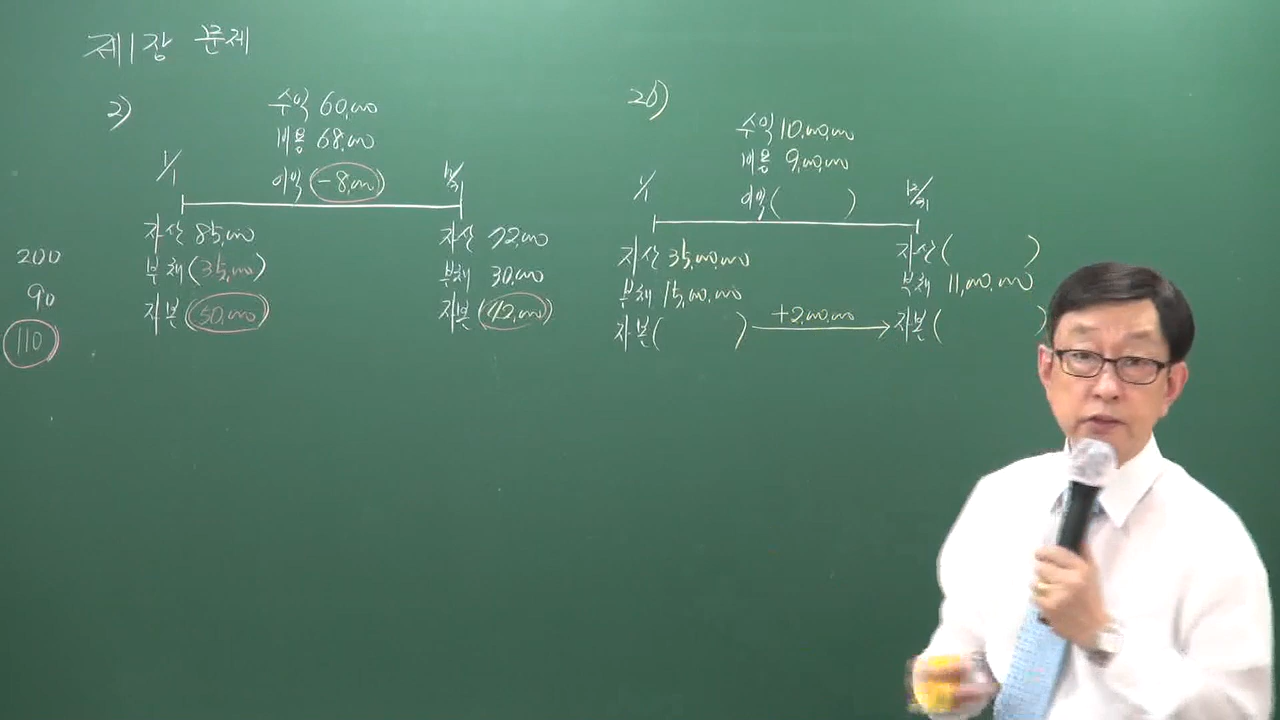 제1장 문제
2)
수익 60,000
비용 68,000
이익 (-8,000)
1/1
12/31
자산 85,000
부채 (35,000)
자본 (50,000)
자산 72,000
부채 30,000
자본 (42,000)
200
90
110
26)
수익 10,000,000
비용 9,000,000
이익 ( )
1/1
12/31
자산 35,000,000
부채 15,000,000
자본 ( )
+2,000,000
자산 ( )
부채 11,000,000
자본 ( )